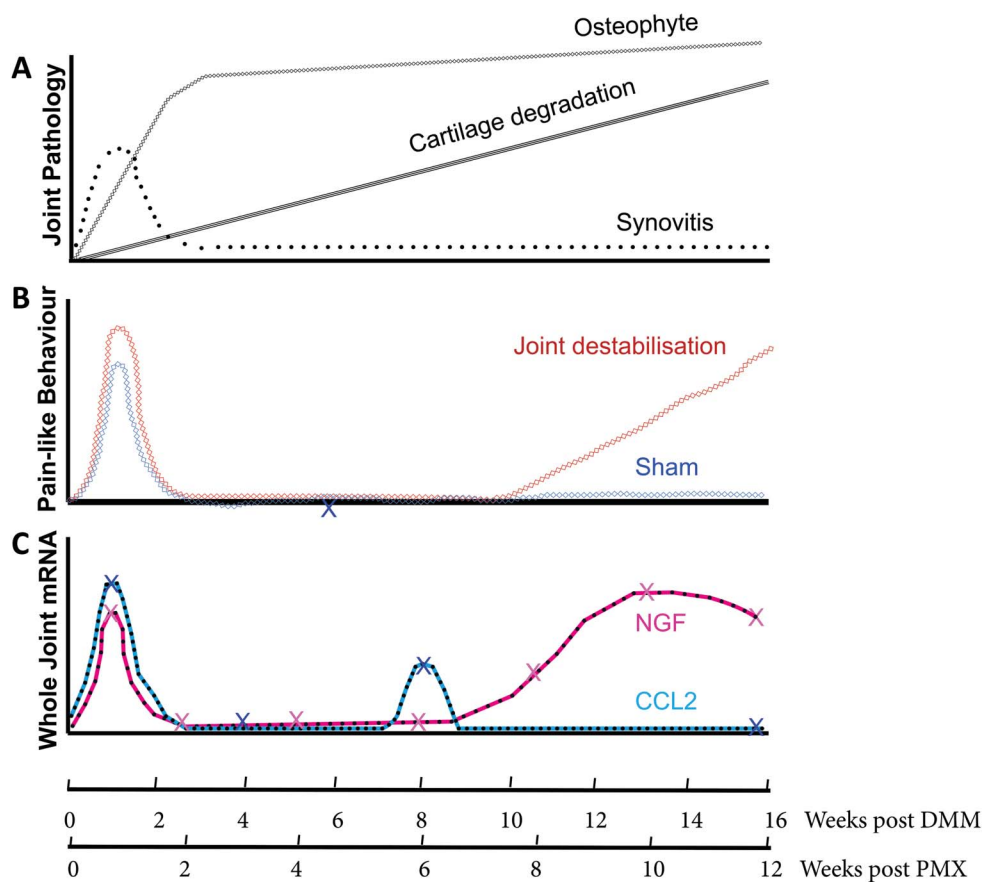 Osteophyte
A
Joint Pathology
Cartilage degradation
Synovitis
B
Pain-like Behaviour
Joint destabilisation
Sham
X
C
Whole Joint mRNA
X
X
X
X
X
X
X
X
X
X
X
NGF
CCL2
0 2 4 6 8 10 12 14 16 Weeks post DMM
0 2 4 6 8 10 12 Weeks post PMX